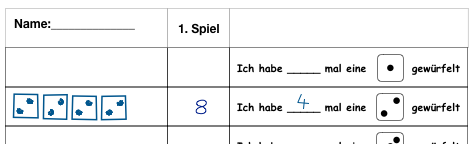 Name:____________ 1. Spiel
Ich habe _____ mal eine gewürfelt
8 Ich habe 4 mal eine gewürfelt